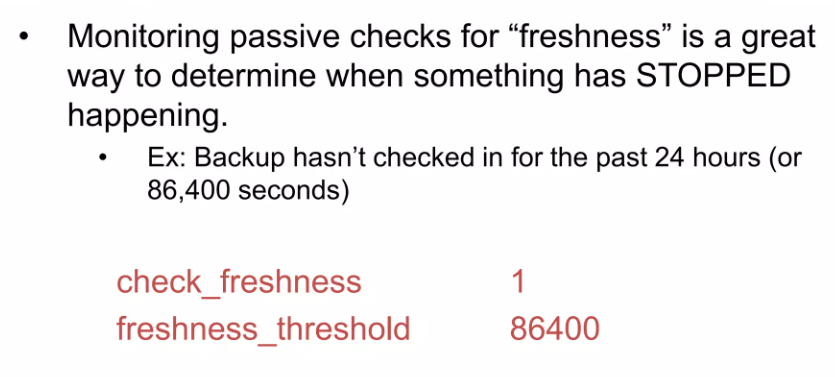 • Monitoring passive checks for “freshness” is a great
way to determine when something has STOPPED
happening.
• Ex: Backup hasn’t checked in for the past 24 hours (or
86,400 seconds)
check_freshness 1
freshness_threshold 86400